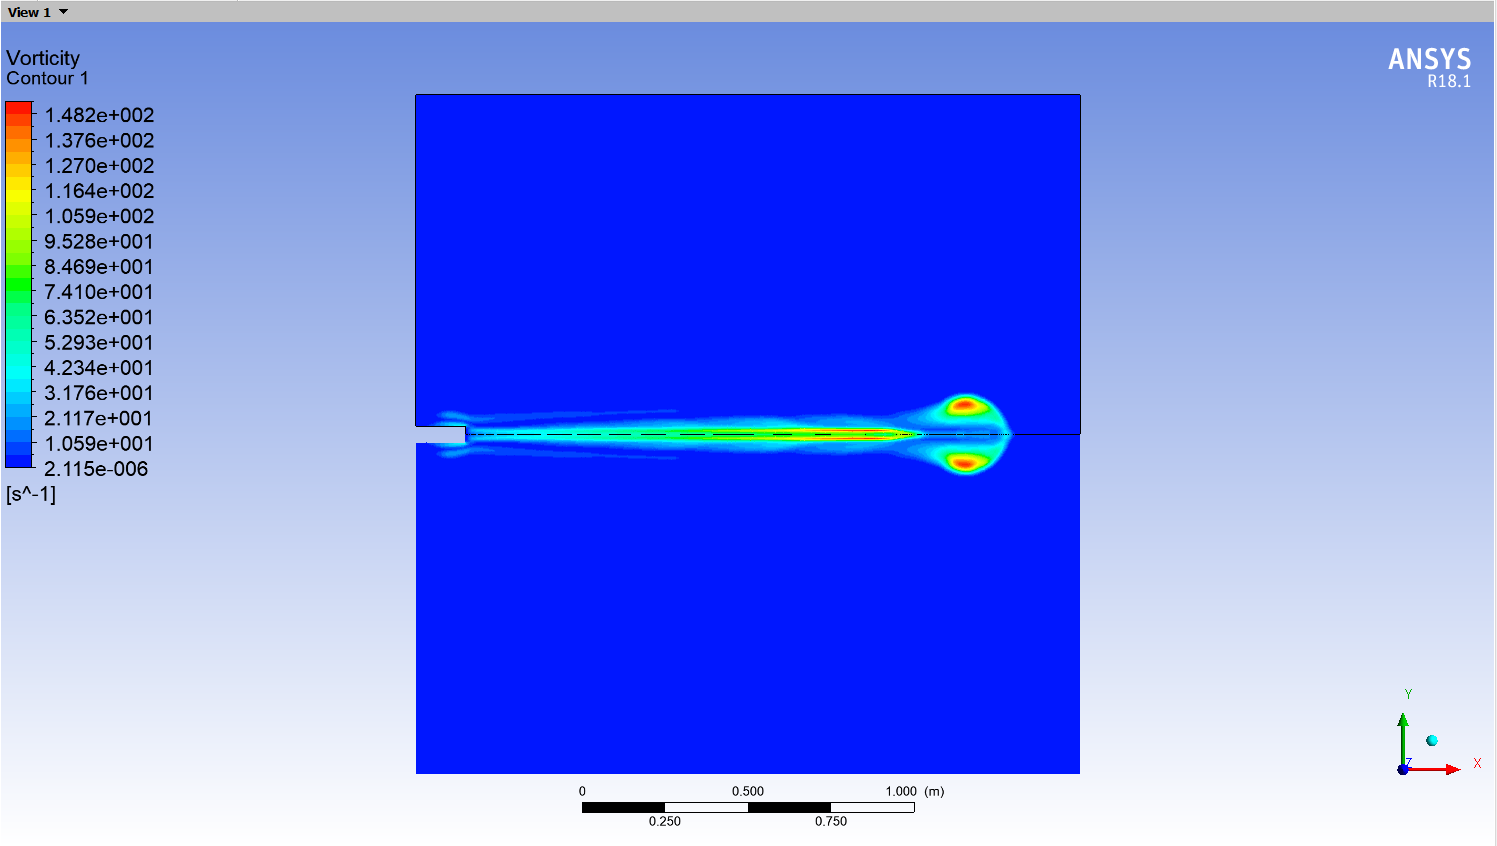 View 1
Vorticity
Contour 1
1.482e+002
1.376e+002
1.270e+002
1.164e+002
1.059e+002
9.528e+001
8.469e+001
7.410e+001
6.352e+001
5.293e+001
4.234e+001
3.176e+001
2.117e+001
1.059e+001
2.115e-006
[s^-1]
ANSYS
R18.1
0 0.500 1.000 (m)
0.250 0.750
Y
Z
X